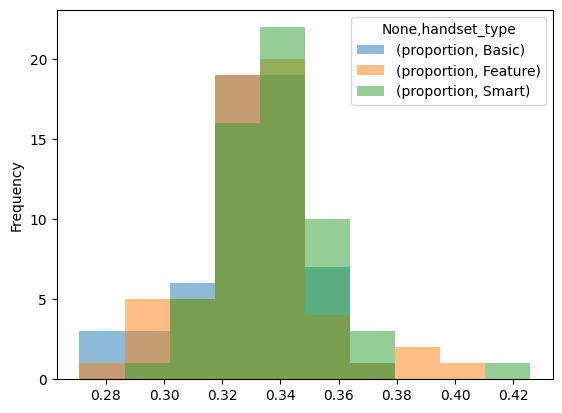 None,handset_type
(proportion, Basic)
(proportion, Feature)
(proportion, Smart)
Frequency
20
15
10
5
0
0.28 0.30 0.32 0.34 0.36 0.38 0.40 0.42